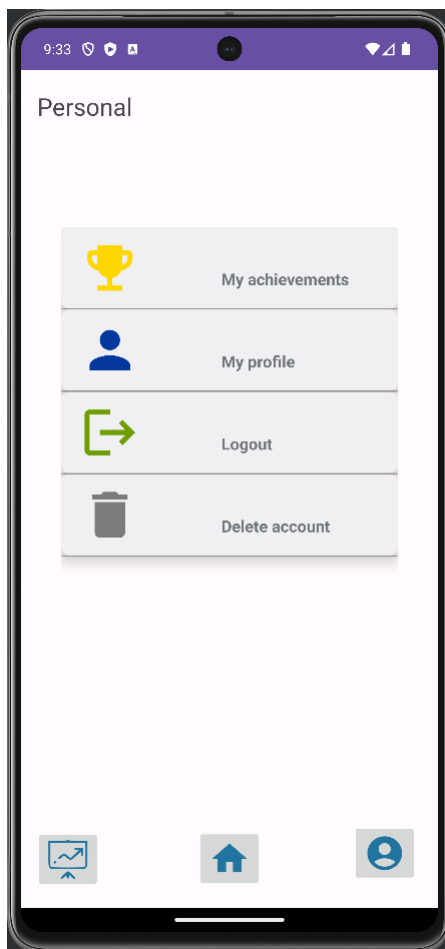 9:33
Personal
My achievements
My profile
Logout
Delete account